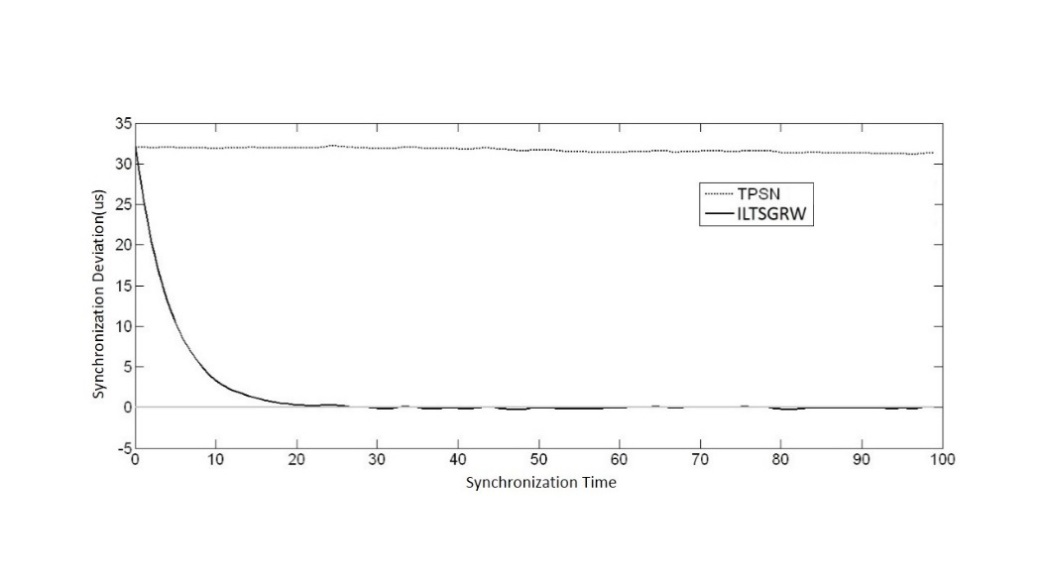 35
30
25
20
15
10
5
0
-5
Synchronization Deviation(us)
TPSN
ILTSGRW
0 10 20 30 40 50 60 70 80 90 100
Synchronization Time